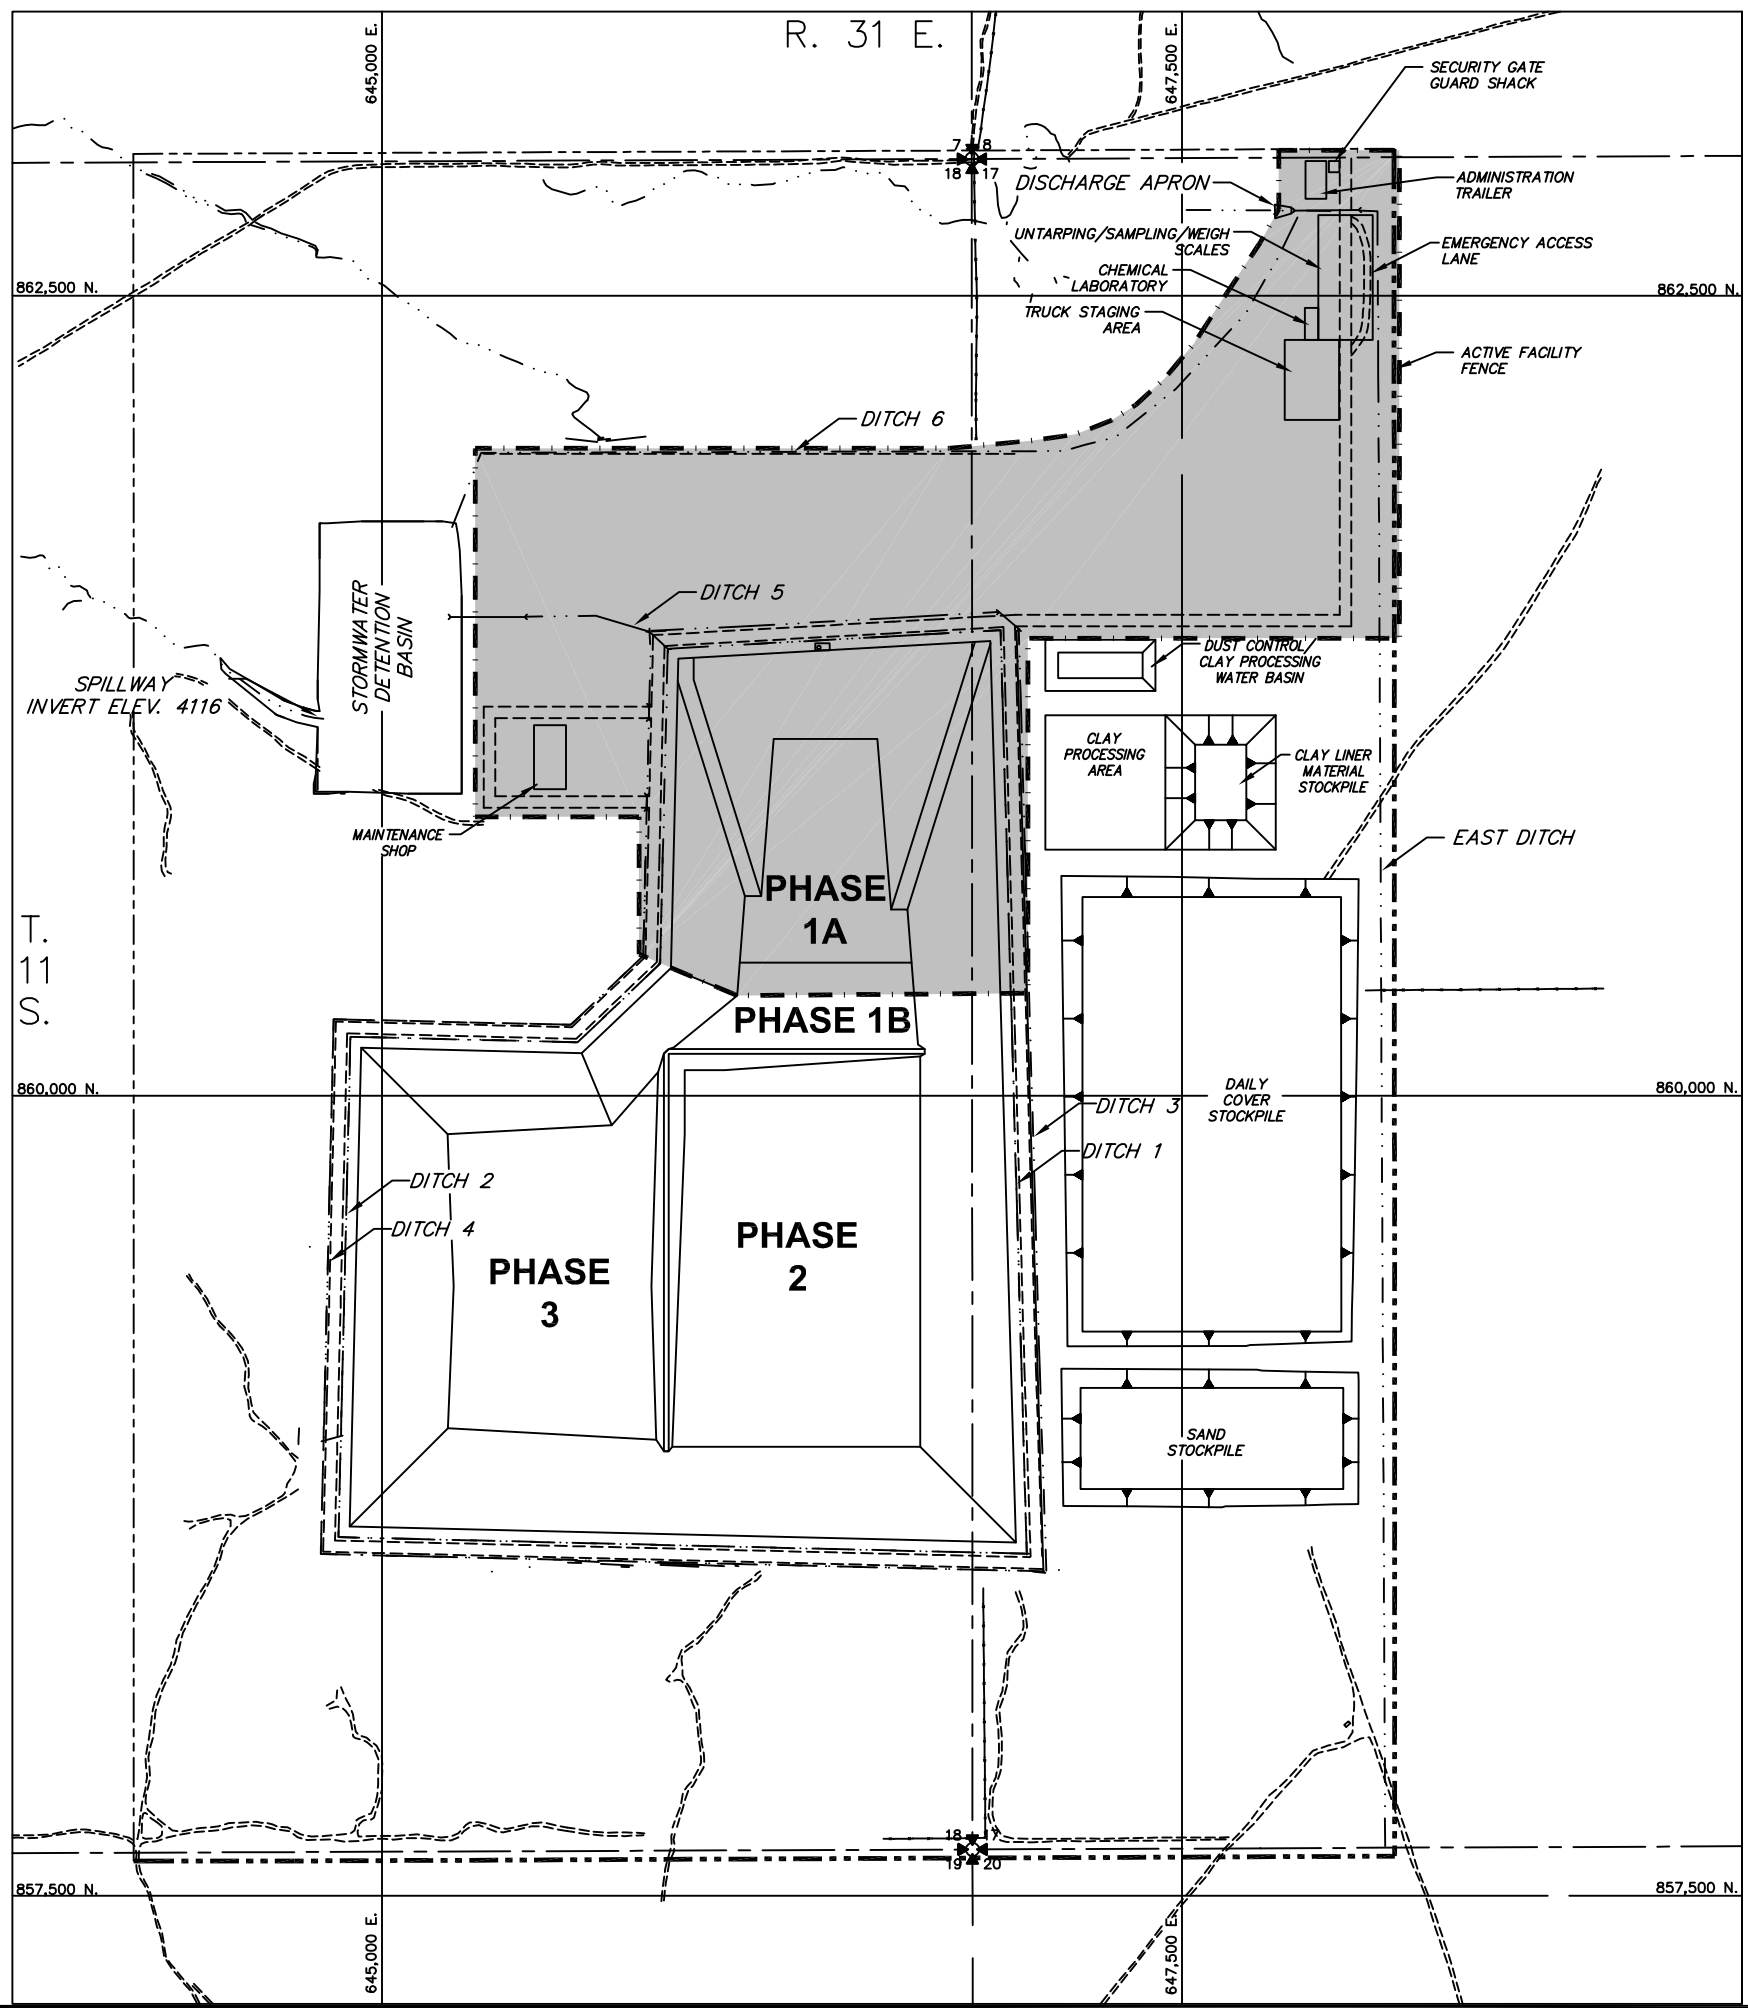 R. 31 E.
645,000 E.
647,500 E.
SECURITY GATE
GUARD SHACK
7 8
18 17
DISCHARGE APRON
ADMINISTRATION
TRAILER
UNTARPING/SAMPLING/WEIGH
SCALES
EMERGENCY ACCESS
LANE
CHEMICAL
LABORATORY
862,500 N.
862,500 N.
TRUCK STAGING
AREA
ACTIVE FACILITY
FENCE
DITCH 6
DITCH 5
STORMWATER
DETENTION
BASIN
DUST CONTROL/
CLAY PROCESSING
WATER BASIN
SPILLWAY
INVERT ELEV. 4116
CLAY
PROCESSING
AREA
CLAY LINER
MATERIAL
STOCKPILE
MAINTENANCE
SHOP
EAST DITCH
PHASE
1A
T.
11
S.
PHASE 1B
860,000 N.
860,000 N.
DAILY
COVER
STOCKPILE
DITCH 3
DITCH 1
DITCH 2
DITCH 4
PHASE
2
PHASE
3
SAND
STOCKPILE
18
19 20
857,500 N.
857,500 N.
645,000 E.
647,500 E.